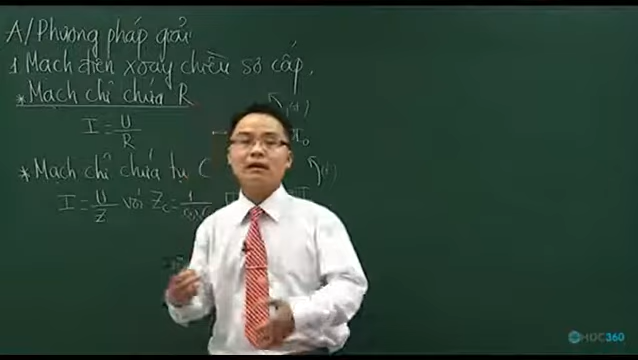 A/Phương pháp giải
1 Mạch điện xoay chiều sơ cấp.
*Mạch chỉ chứa R
(+)
I = U/R
I₀
*Mạch chỉ chứa tụ C
(+)
I = U/Z với Z_C = 1/ωC
HOC360